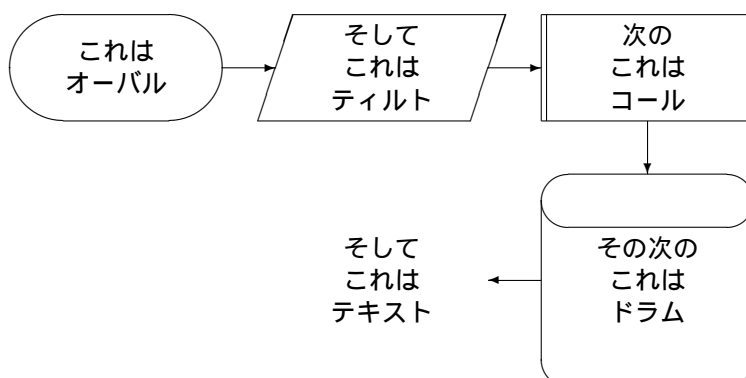 これは
オーバル
そして
これは
ティルト
次の
これは
コール
その次の
これは
ドラム
そして
これは
テキスト